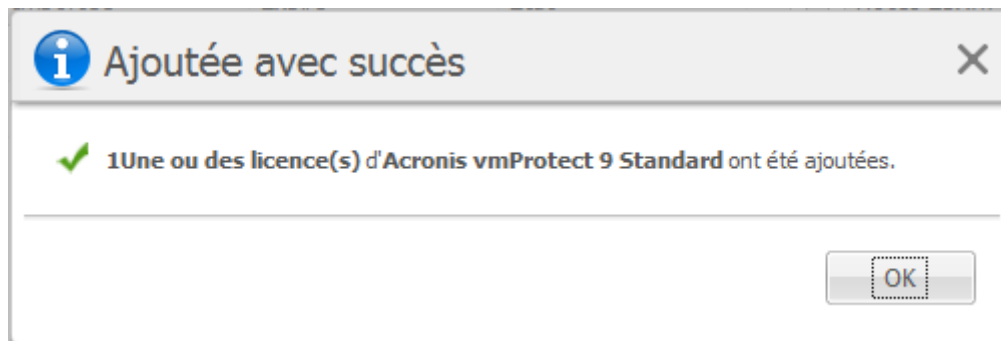 Ajoutée avec succès
1Une ou des licence(s) d'Acronis vmProtect 9 Standard ont été ajoutées.
OK